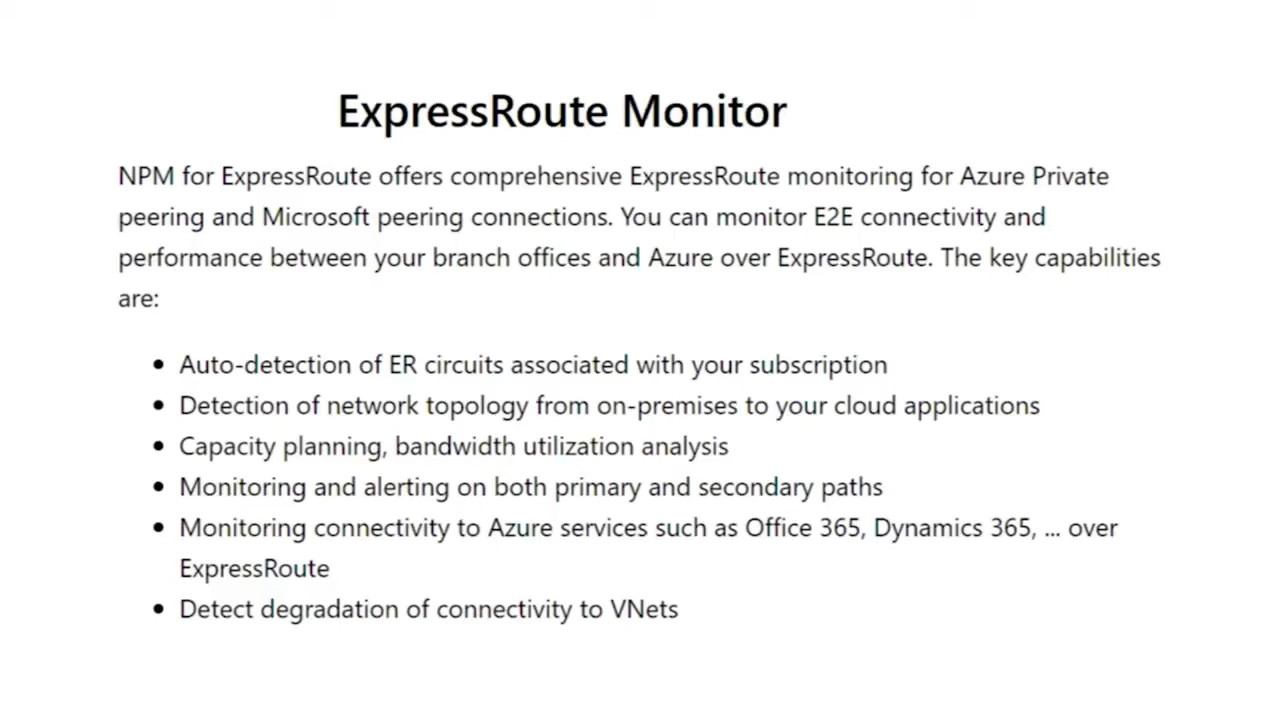 ExpressRoute Monitor
NPM for ExpressRoute offers comprehensive ExpressRoute monitoring for Azure Private
peering and Microsoft peering connections. You can monitor E2E connectivity and
performance between your branch offices and Azure over ExpressRoute. The key capabilities
are:
• Auto-detection of ER circuits associated with your subscription
• Detection of network topology from on-premises to your cloud applications
• Capacity planning, bandwidth utilization analysis
• Monitoring and alerting on both primary and secondary paths
• Monitoring connectivity to Azure services such as Office 365, Dynamics 365, ... over
ExpressRoute
• Detect degradation of connectivity to VNets